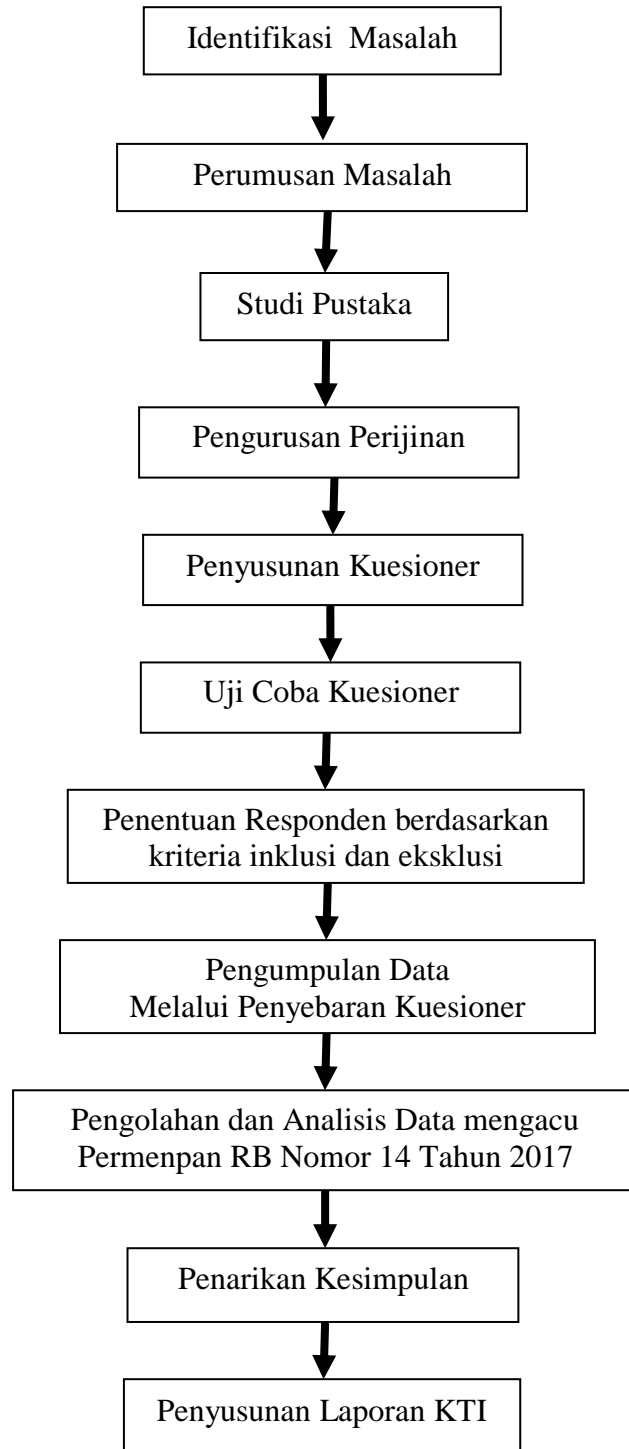 Identifikasi Masalah
Perumusan Masalah
Studi Pustaka
Pengurusan Perijinan
Penyusunan Kuesioner
Uji Coba Kuesioner
Penentuan Responden berdasarkan
kriteria inklusi dan eksklusi
Pengumpulan Data
Melalui Penyebaran Kuesioner
Pengolahan dan Analisis Data mengacu
Permenpan RB Nomor 14 Tahun 2017
Penarikan Kesimpulan
Penyusunan Laporan KTI